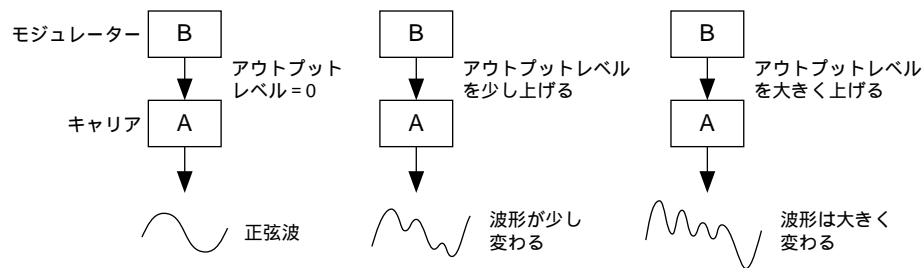 モジュレーター
B
アウトプット
レベル = 0
キャリア
A
正弦波
B
アウトプットレベル
を少し上げる
A
波形が少し
変わる
B
アウトプットレベル
を大きく上げる
A
波形は大きく
変わる